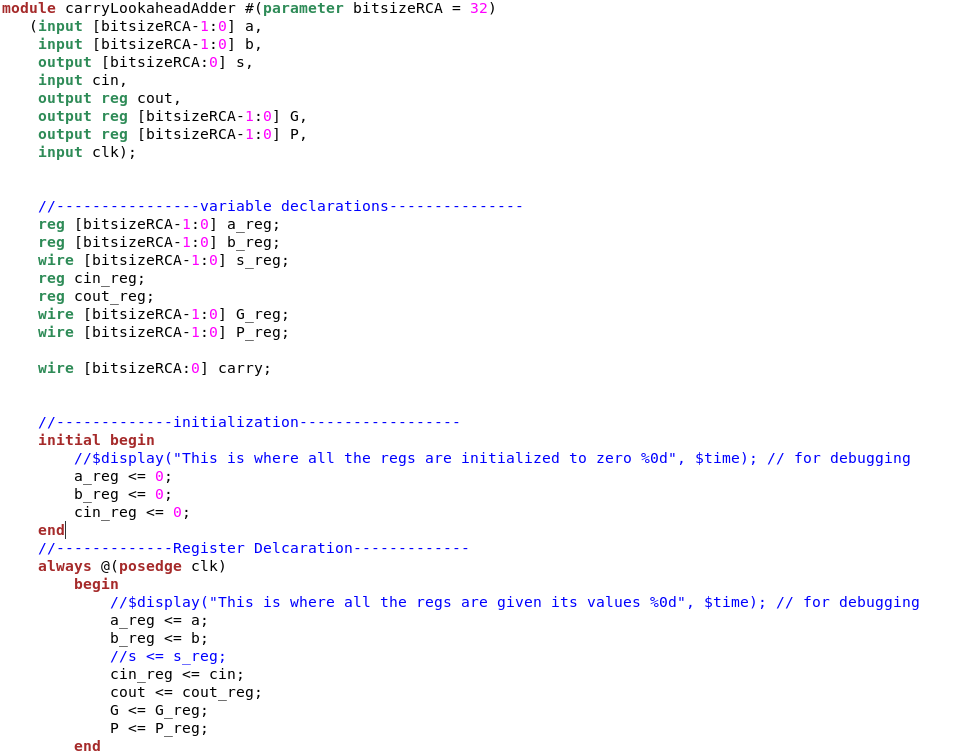 module carryLookaheadAdder #(parameter bitsizeRCA = 32)
   (input [bitsizeRCA-1:0] a,
    input [bitsizeRCA-1:0] b,
    output [bitsizeRCA:0] s,
    input cin,
    output reg cout,
    output reg [bitsizeRCA-1:0] G,
    output reg [bitsizeRCA-1:0] P,
    input clk);
    //----------------variable declarations---------------
    reg [bitsizeRCA-1:0] a_reg;
    reg [bitsizeRCA-1:0] b_reg;
    wire [bitsizeRCA-1:0] s_reg;
    reg cin_reg;
    reg cout_reg;
    wire [bitsizeRCA-1:0] G_reg;
    wire [bitsizeRCA-1:0] P_reg;
    wire [bitsizeRCA:0] carry;
    //-------------initialization------------------
    initial begin
        //$display("This is where all the regs are initialized to zero %0d", $time); // for debugging
        a_reg <= 0;
        b_reg <= 0;
        cin_reg <= 0;
    end
    //-------------Register Delcaration-------------
    always @(posedge clk)
        begin
            //$display("This is where all the regs are given its values %0d", $time); // for debugging
            a_reg <= a;
            b_reg <= b;
            //s <= s_reg;
            cin_reg <= cin;
            cout <= cout_reg;
            G <= G_reg;
            P <= P_reg;
        end